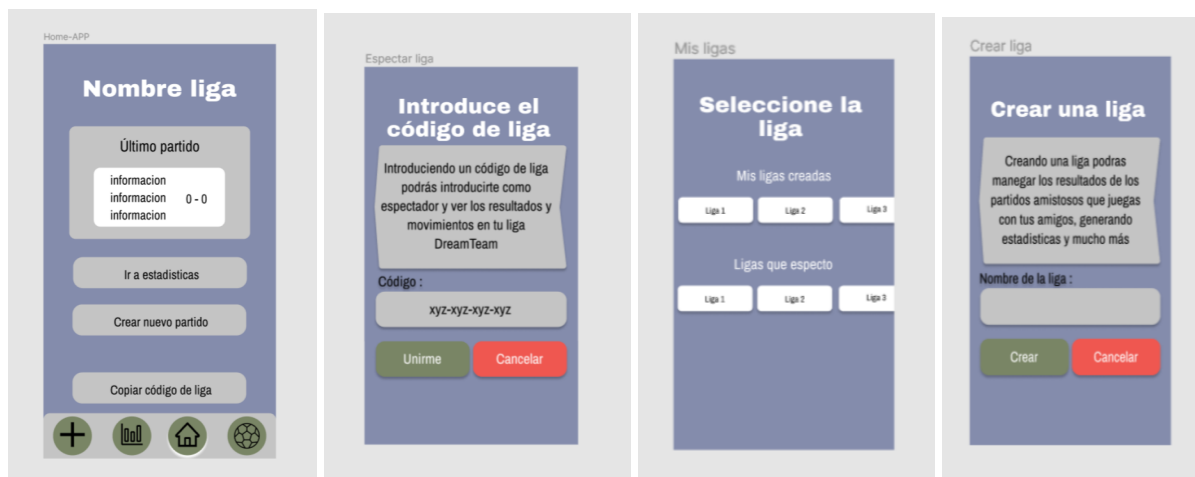 Home-APP
Nombre liga
Último partido
informacion
informacion
informacion
0 - 0
Ir a estadisticas
Crear nuevo partido
Copiar código de liga
Espectar liga
Introduce el
código de liga
Introduciendo un código de liga
podrás introducirte como
espectador y ver los resultados y
movimientos en tu liga
DreamTeam
Código :
xyz-xyz-xyz-xyz
Unirme
Cancelar
Mis ligas
Seleccione la
liga
Mis ligas creadas
Liga 1
Liga 2
Liga 3
Ligas que especto
Liga 1
Liga 2
Liga 3
Crear liga
Crear una liga
Creando una liga podras
manegar los resultados de los
partidos amistosos que juegas
con tus amigos, generando
estadisticas y mucho más
Nombre de la liga :
Crear
Cancelar